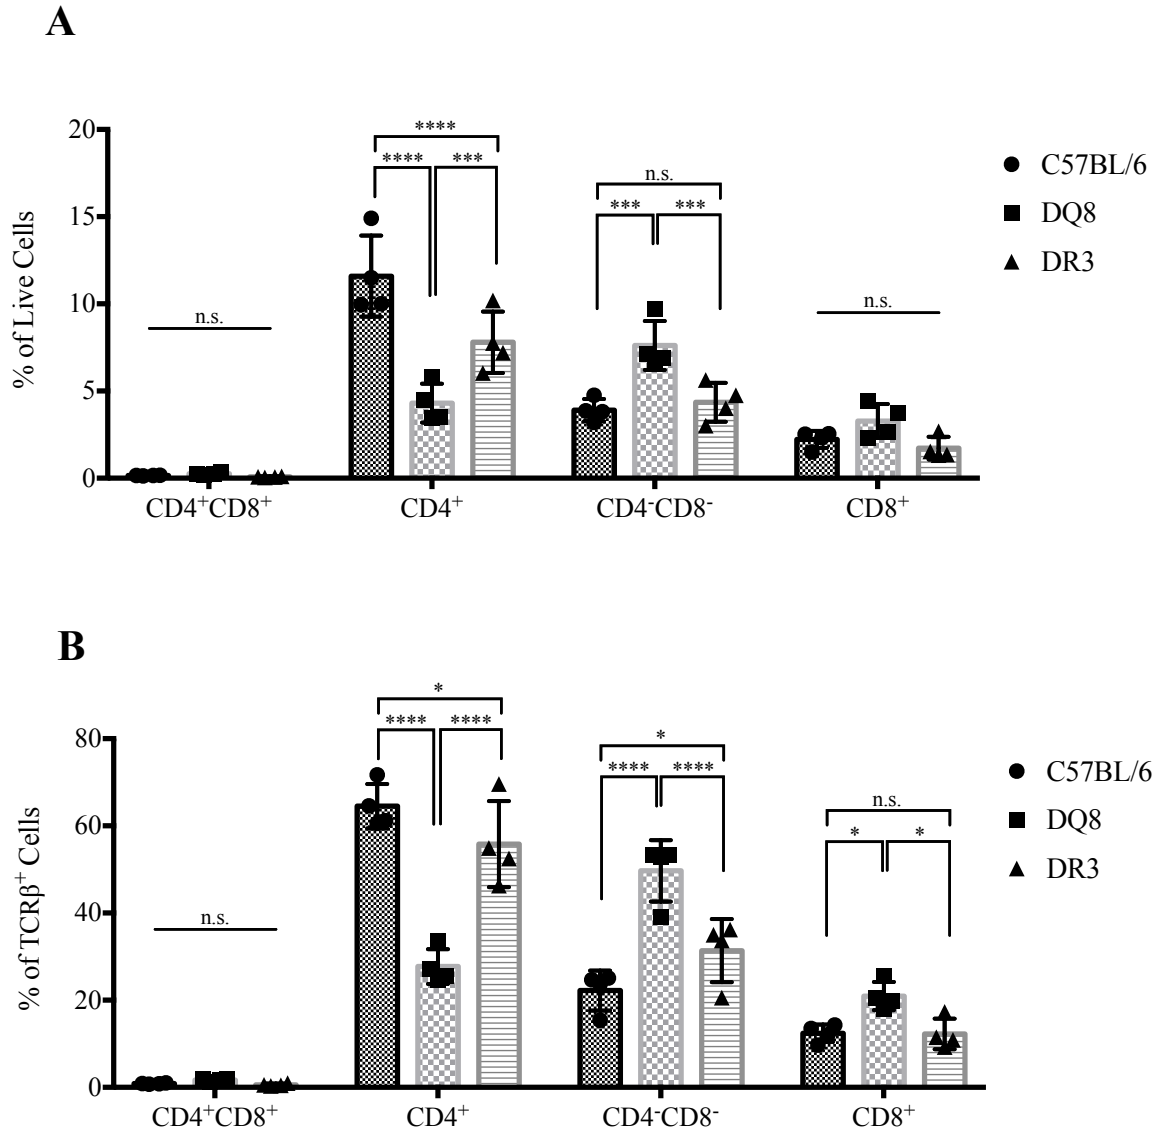 A
% of Live Cells
20
15
10
5
0
****
****
***
n.s.
***
***
n.s.
n.s.
C57BL/6
DQ8
DR3
CD4⁺CD8⁺
CD4⁺
CD4⁻CD8⁻
CD8⁺
B
% of TCRβ⁺ Cells
80
60
40
20
0
*
****
****
*
****
****
n.s.
*
*
n.s.
C57BL/6
DQ8
DR3
CD4⁺CD8⁺
CD4⁺
CD4⁻CD8⁻
CD8⁺